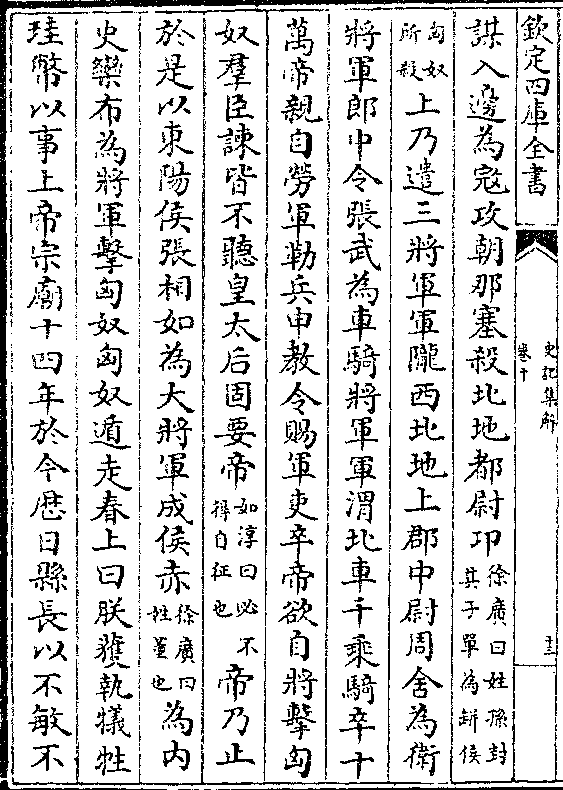 欽定四庫全書
史記集解
卷十
十三
謀入邊為寇攻朝那塞殺北地都尉卬徐廣曰姓孫封其子單為缾侯
匈奴所殺上乃遣三將軍軍隴西北地上郡中尉周舍為衛
將軍郎中令張武為車騎將軍軍渭北車千乘騎卒十
萬帝親自勞軍勒兵申教令賜軍吏卒帝欲自將擊匈
奴羣臣諫皆不聽皇太后固要帝如淳曰必不得自征也帝乃止
於是以東陽侯張相如為大將軍成侯赤徐廣曰姓董也為内
史欒布為將軍擊匈奴匈奴遁走春上曰朕獲執犧牲
珪幣以事上帝宗廟十四年於今歴日縣長以不敏不